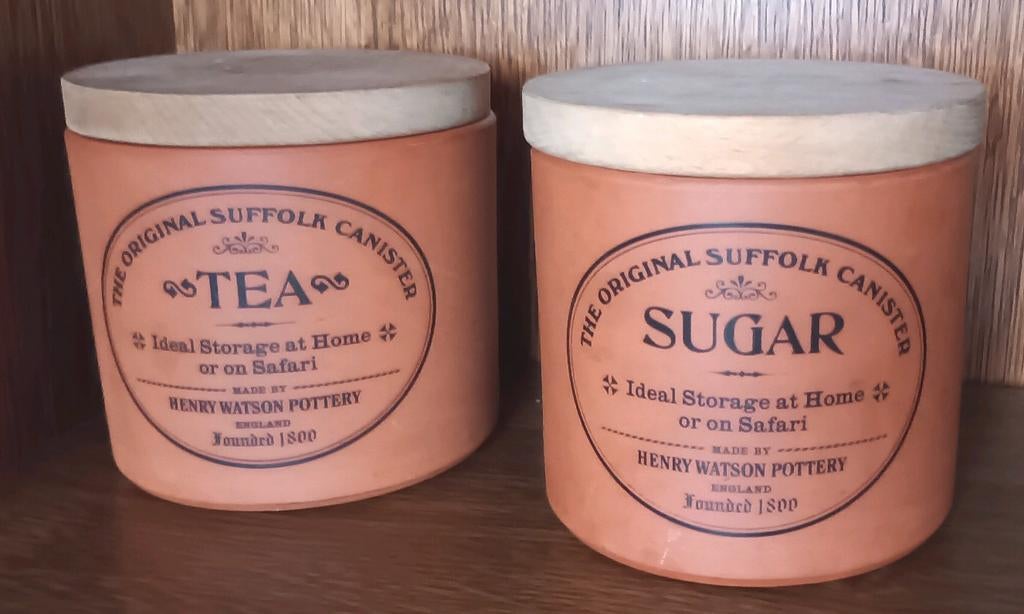 THE ORIGINAL SUFFOLK CANISTER
TEA
Ideal Storage at Home
or on Safari
MADE BY
HENRY WATSON POTTERY
ENGLAND
Founded 1800
THE ORIGINAL SUFFOLK CANISTER
SUGAR
Ideal Storage at Home
or on Safari
MADE BY
HENRY WATSON POTTERY
ENGLAND
Founded 1800